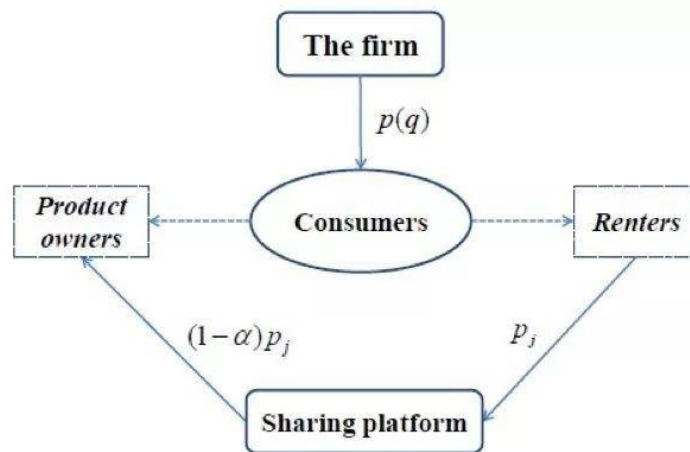 The firm
p(q)
Product
owners
Consumers
Renters
(1−α)p_j
p_j
Sharing platform